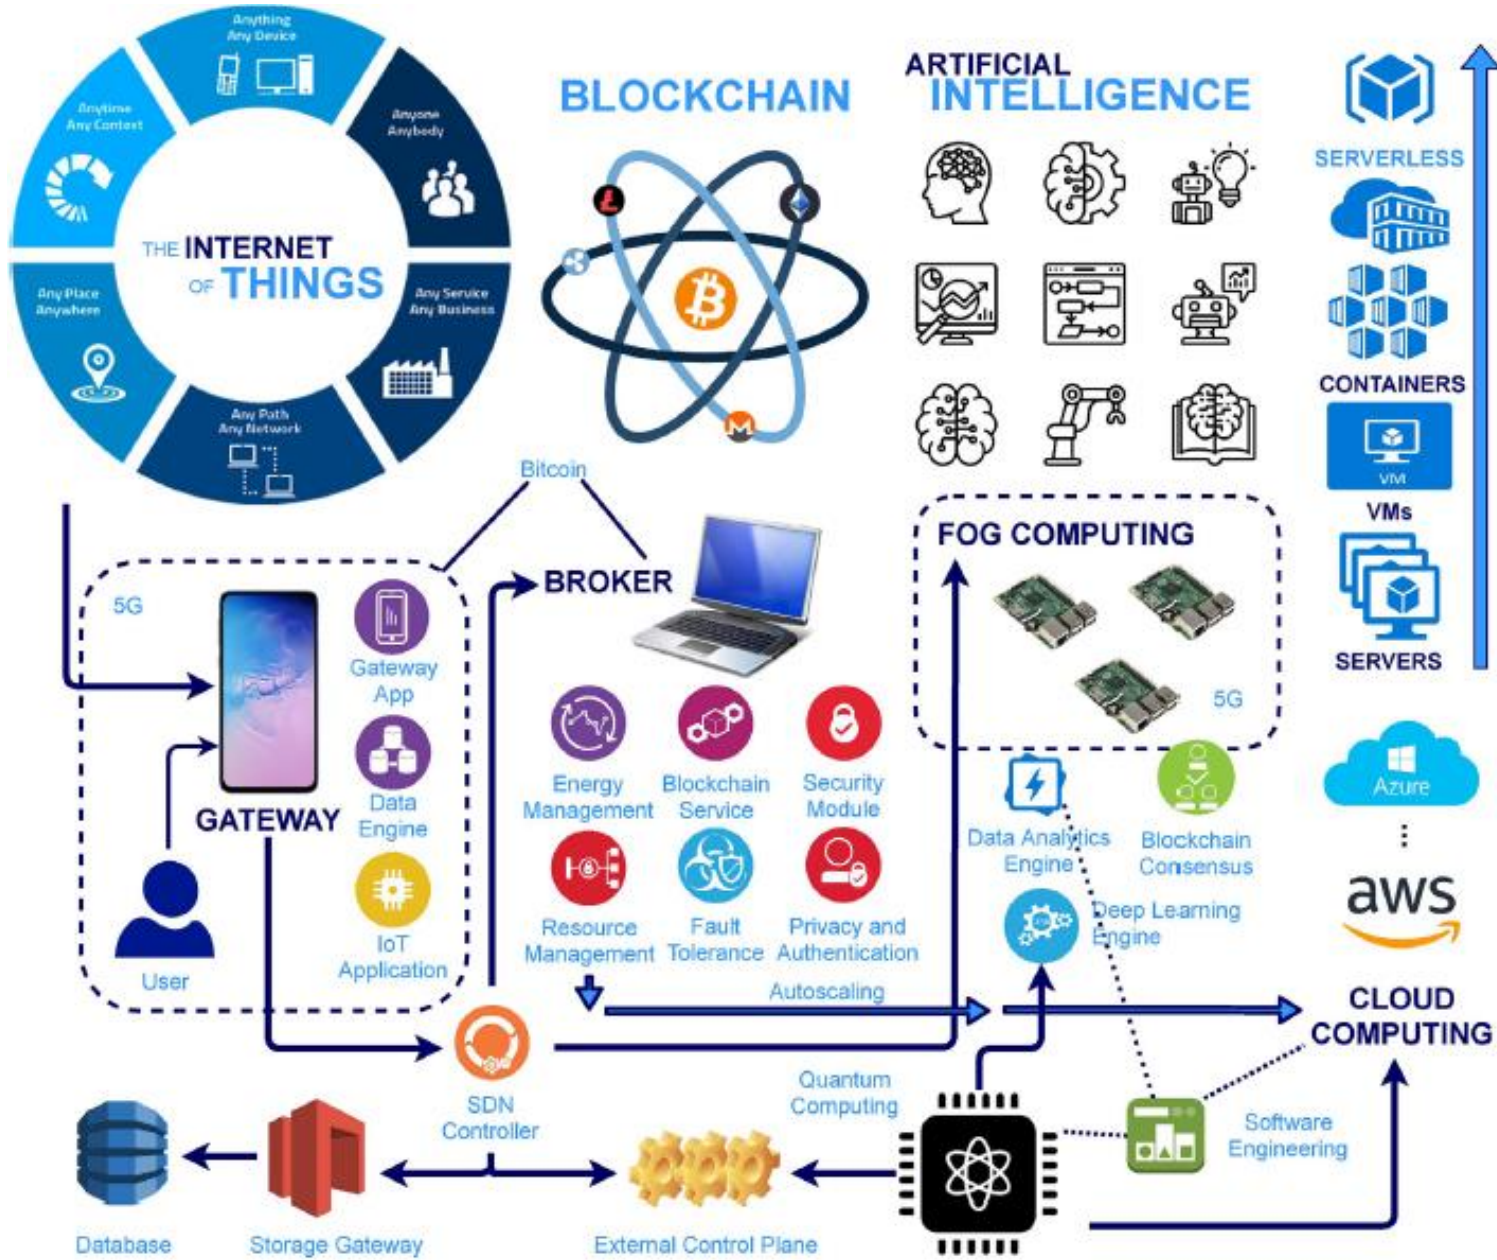 Anything
Any Device
Anytime
Any Context
Anyone
Anybody
THE INTERNET
OF THINGS
Any Place
Anywhere
Any Service
Any Business
Any Path
Any Network
BLOCKCHAIN
ARTIFICIAL
INTELLIGENCE
SERVERLESS
CONTAINERS
VM
VMs
SERVERS
Bitcoin
5G
Gateway
App
Data
Engine
IoT
Application
GATEWAY
User
BROKER
Energy
Management
Blockchain
Service
Security
Module
Resource
Management
Fault
Tolerance
Privacy and
Authentication
Autoscaling
FOG COMPUTING
5G
Data Analytics
Engine
Blockchain
Consensus
Deep Learning
Engine
Azure
aws
CLOUD
COMPUTING
SDN
Controller
Quantum
Computing
Software
Engineering
Database
Storage Gateway
External Control Plane